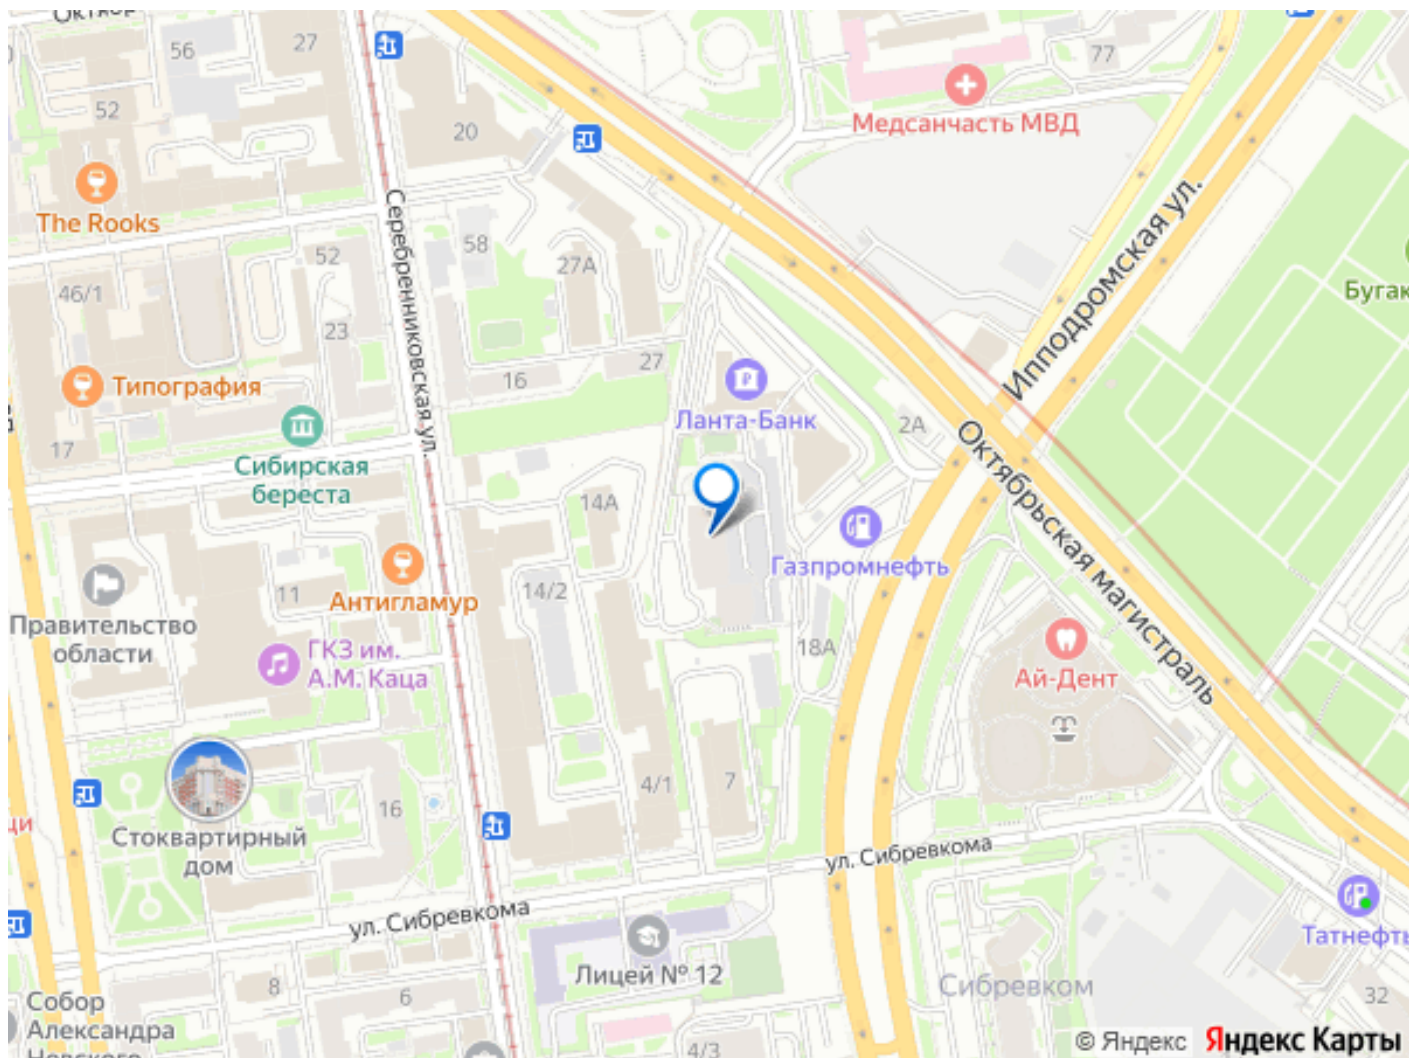 56
27
52
77
20
Медсанчасть МВД
The Rooks
Серебренниковская ул.
58
52
27А
46/1
23
Ипподромская ул.
27
16
Типография
Ланта-Банк
2А
17
Сибирская
береста
Октябрьская магистраль
14А
Газпромнефть
14/2
11
Антигламур
Правительство
области
ГКЗ им.
А.М. Каца
18А
Ай-Дент
4/1
7
16
Стоквартирный
дом
ул. Сибревкома
ул. Сибревкома
Татнефть
Лицей № 12
8
6
Сибревком
32
Собор
Александра
4/3
© Яндекс
Яндекс Карты